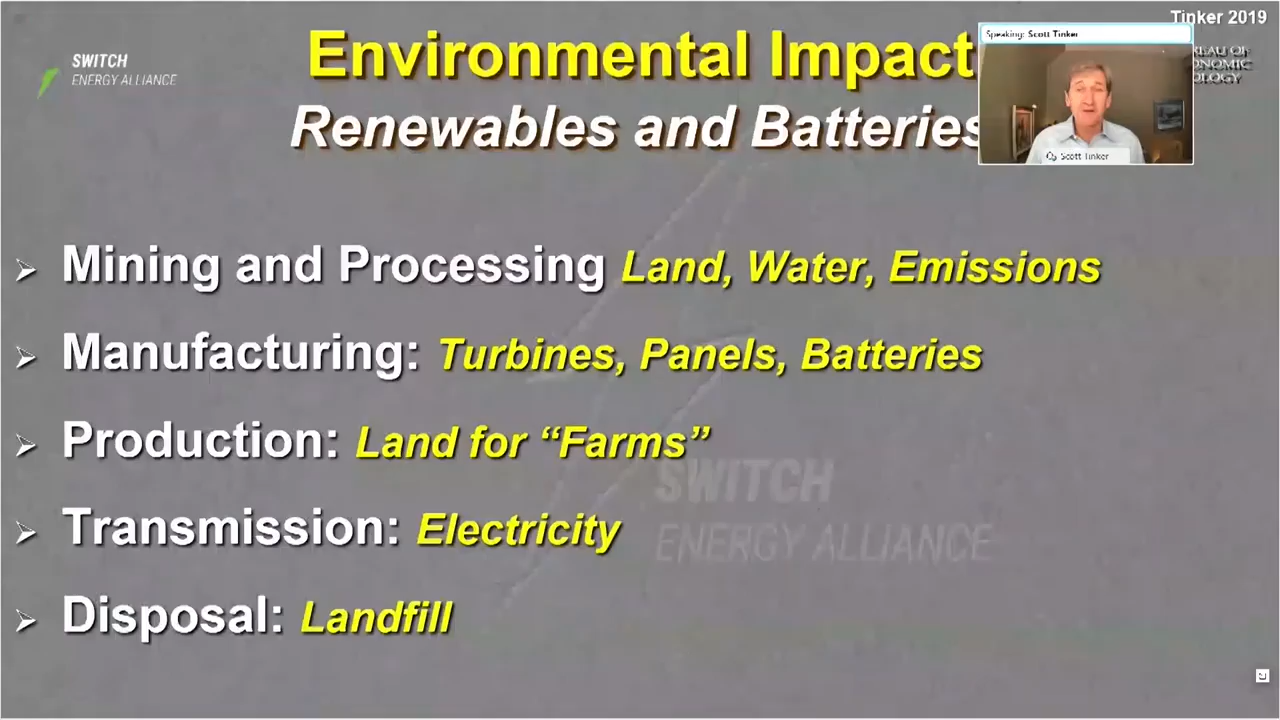 Tinker 2019
Speaking: Scott Tinker
SWITCH
ENERGY ALLIANCE
Environmental Impact
Renewables and Batteries
Scott Tinker
➢ Mining and Processing Land, Water, Emissions
➢ Manufacturing: Turbines, Panels, Batteries
➢ Production: Land for “Farms”
➢ Transmission: Electricity
➢ Disposal: Landfill
SWITCH
ENERGY ALLIANCE